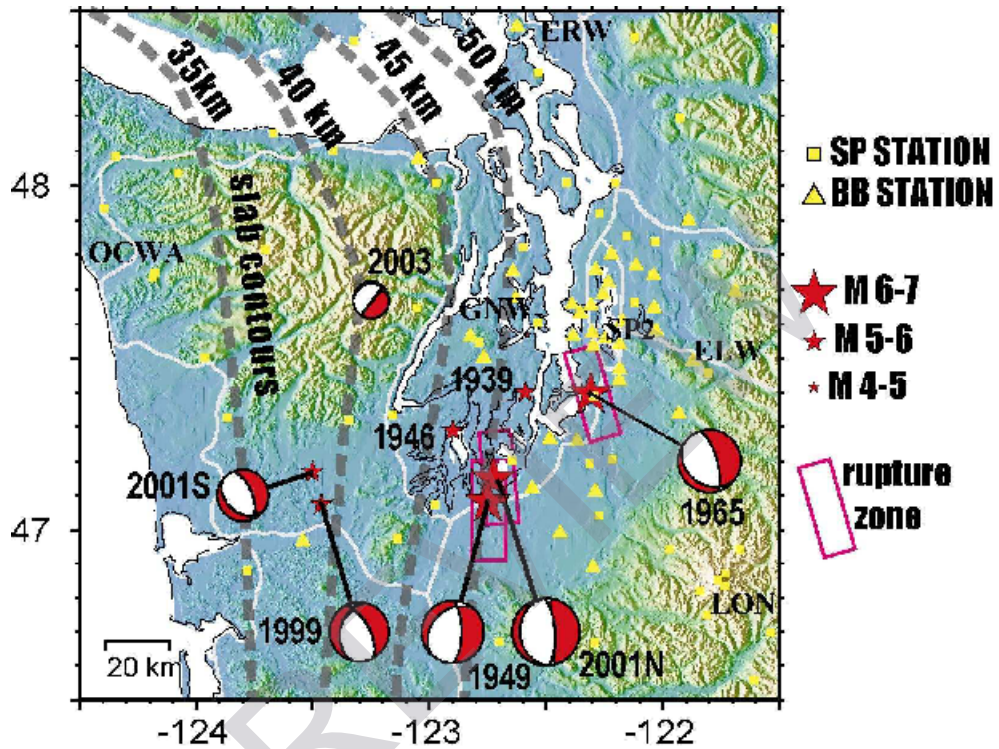 ERW
35km
40 km
45 km
50 km
SP STATION
BB STATION
48
slab contours
OCWA
2003
M 6-7
GNW
SP2
M 5-6
ELW
1939
M 4-5
1946
2001S
rupture
zone
1965
47
LON
1999
1949
2001N
20 km
-124
-123
-122